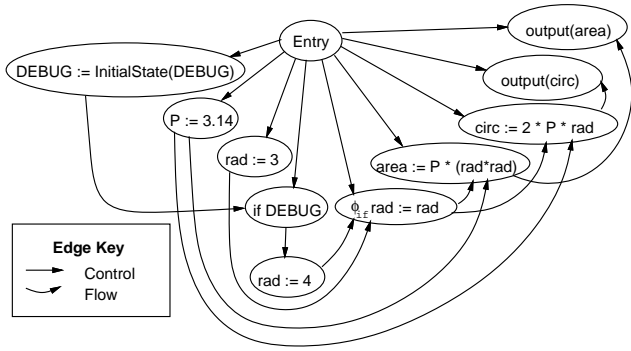 Entry
output(area)
DEBUG := InitialState(DEBUG)
output(circ)
P := 3.14
circ := 2 * P * rad
rad := 3
area := P * (rad*rad)
if DEBUG
ϕif rad := rad
rad := 4
Edge Key
Control
Flow